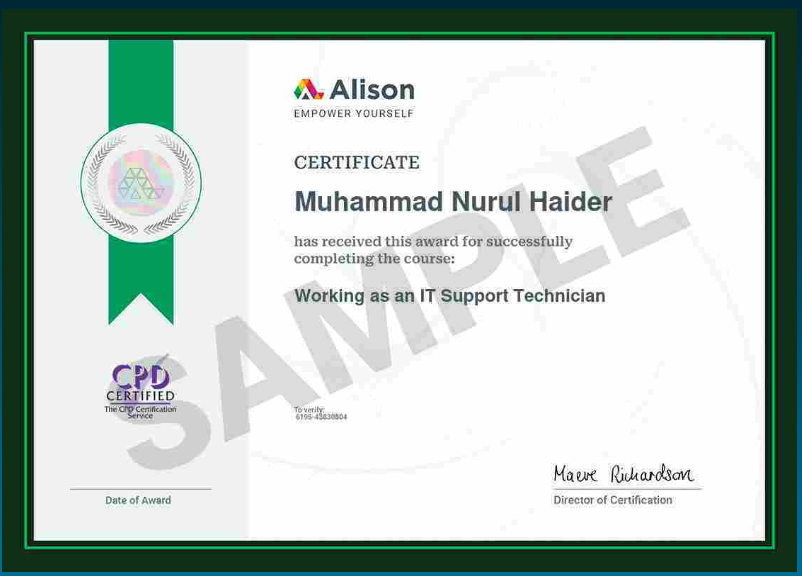 Alison
EMPOWER YOURSELF
CERTIFICATE
Muhammad Nurul Haider
has received this award for successfully
completing the course:
Working as an IT Support Technician
SAMPLE
CPD
CERTIFIED
The CPD Certification
Service
To verify:
6195-43839804
Maeve Richardson
Date of Award
Director of Certification